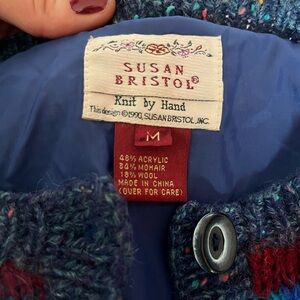 SUSAN
BRISTOL®
Knit by Hand
This design © 1990, SUSAN BRISTOL, INC.
M
48% ACRYLIC
34% MOHAIR
18% WOOL
MADE IN CHINA
(OVER FOR CARE)